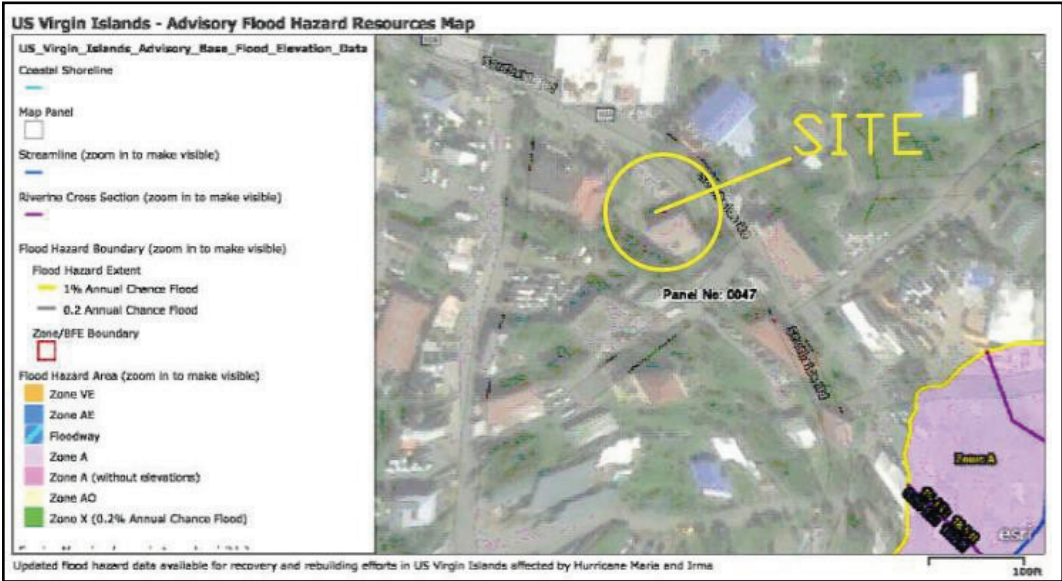 US Virgin Islands - Advisory Flood Hazard Resources Map
US_Virgin_Islands_Advisory_Base_Flood_Elevation_Data
Coastal Shoreline
Map Panel
Streamline (zoom in to make visible)
Riverine Cross Section (zoom in to make visible)
Flood Hazard Boundary (zoom in to make visible)
Flood Hazard Extent
1% Annual Chance Flood
0.2 Annual Chance Flood
Zone/BFE Boundary
Flood Hazard Area (zoom in to make visible)
Zone VE
Zone AE
Floodway
Zone A
Zone A (without elevations)
Zone AO
Zone X (0.2% Annual Chance Flood)
SITE
Panel No: 0047
Zone A
esri
100ft
Updated flood hazard data available for recovery and rebuilding efforts in US Virgin Islands affected by Hurricane Maria and Irma